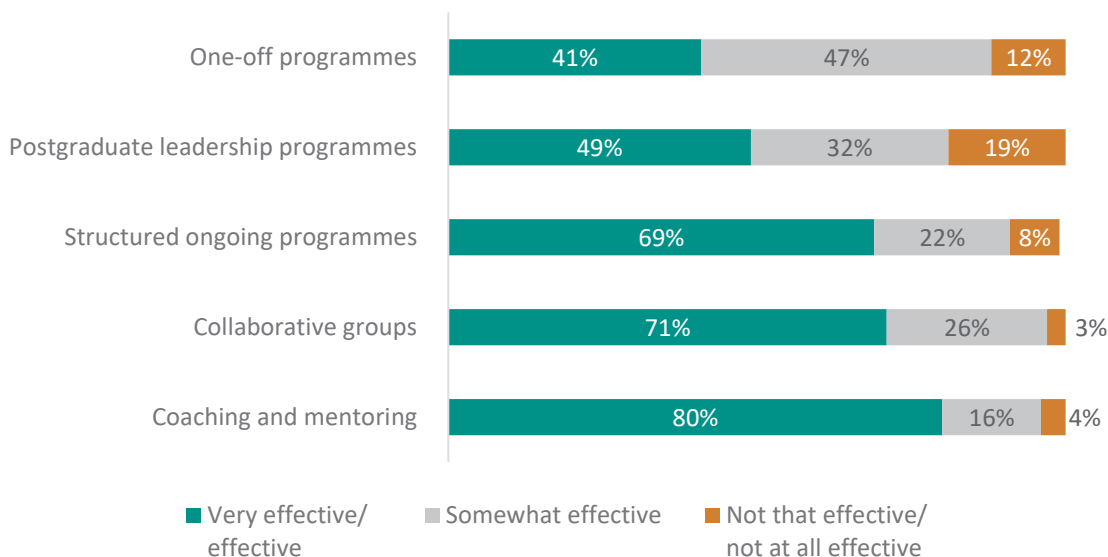 One-off programmes 41% 47% 12%
Postgraduate leadership programmes 49% 32% 19%
Structured ongoing programmes 69% 22% 8%
Collaborative groups 71% 26% 3%
Coaching and mentoring 80% 16% 4%
Very effective/ Somewhat effective Not that effective/
effective not at all effective